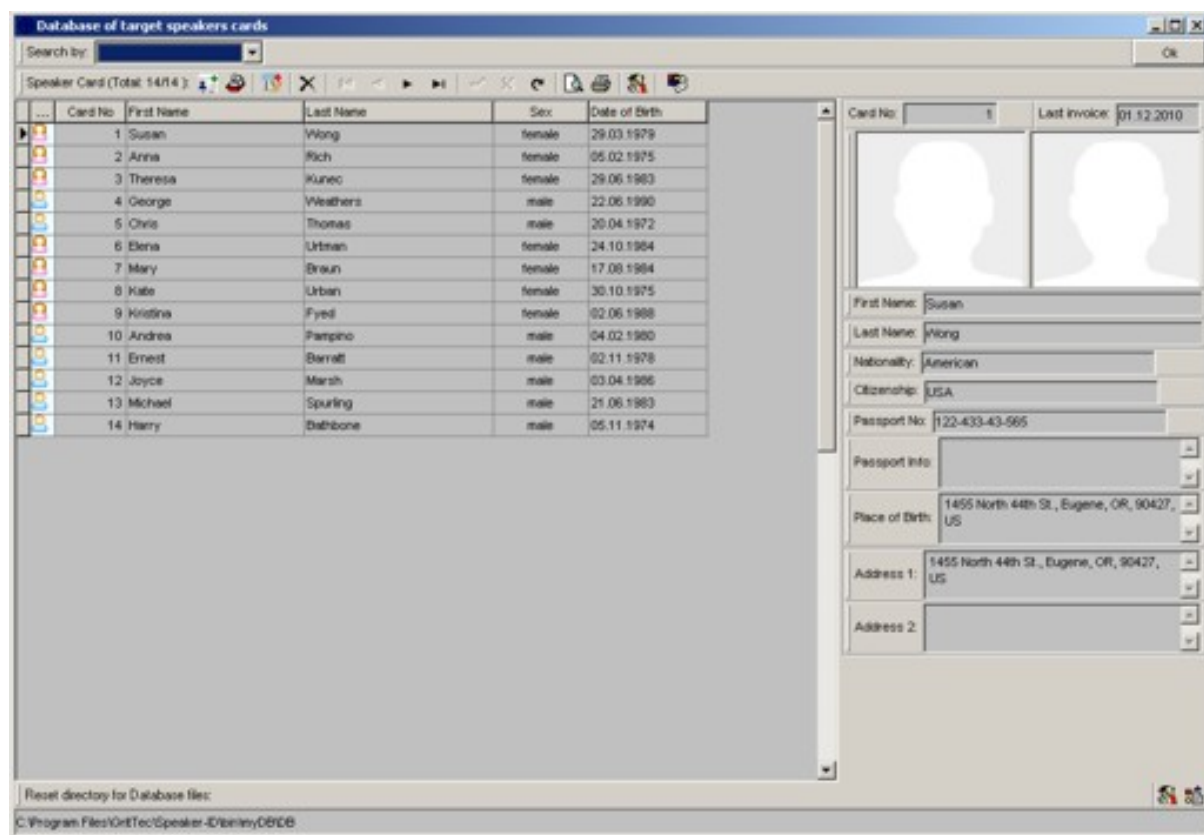 Database of target speakers cards
Search by:
Ok
Speaker Card (Total: 14/14 ):
... Card No First Name Last Name Sex Date of Birth
1 Susan Wong female 29.03.1979
2 Anna Rich female 05.02.1975
3 Theresa Kunec female 29.06.1983
4 George Weathers male 22.06.1990
5 Chris Thomas male 20.04.1972
6 Elena Urtman female 24.10.1984
7 Mary Braun female 17.08.1984
8 Kate Urban female 30.10.1975
9 Kristina Fyed female 02.06.1988
10 Andrea Pampino male 04.02.1980
11 Ernest Barratt male 02.11.1978
12 Joyce Marsh male 03.04.1986
13 Michael Spurling male 21.06.1983
14 Harry Bathbone male 05.11.1974
Card No: 1 Last invoice: 01.12.2010
First Name: Susan
Last Name: Wong
Nationality: American
Citizenship: USA
Passport No: 122-433-43-565
Passport Info:
Place of Birth: 1455 North 44th St., Eugene, OR, 90427,
US
Address 1: 1455 North 44th St., Eugene, OR, 90427,
US
Address 2:
Reset directory for Database files: